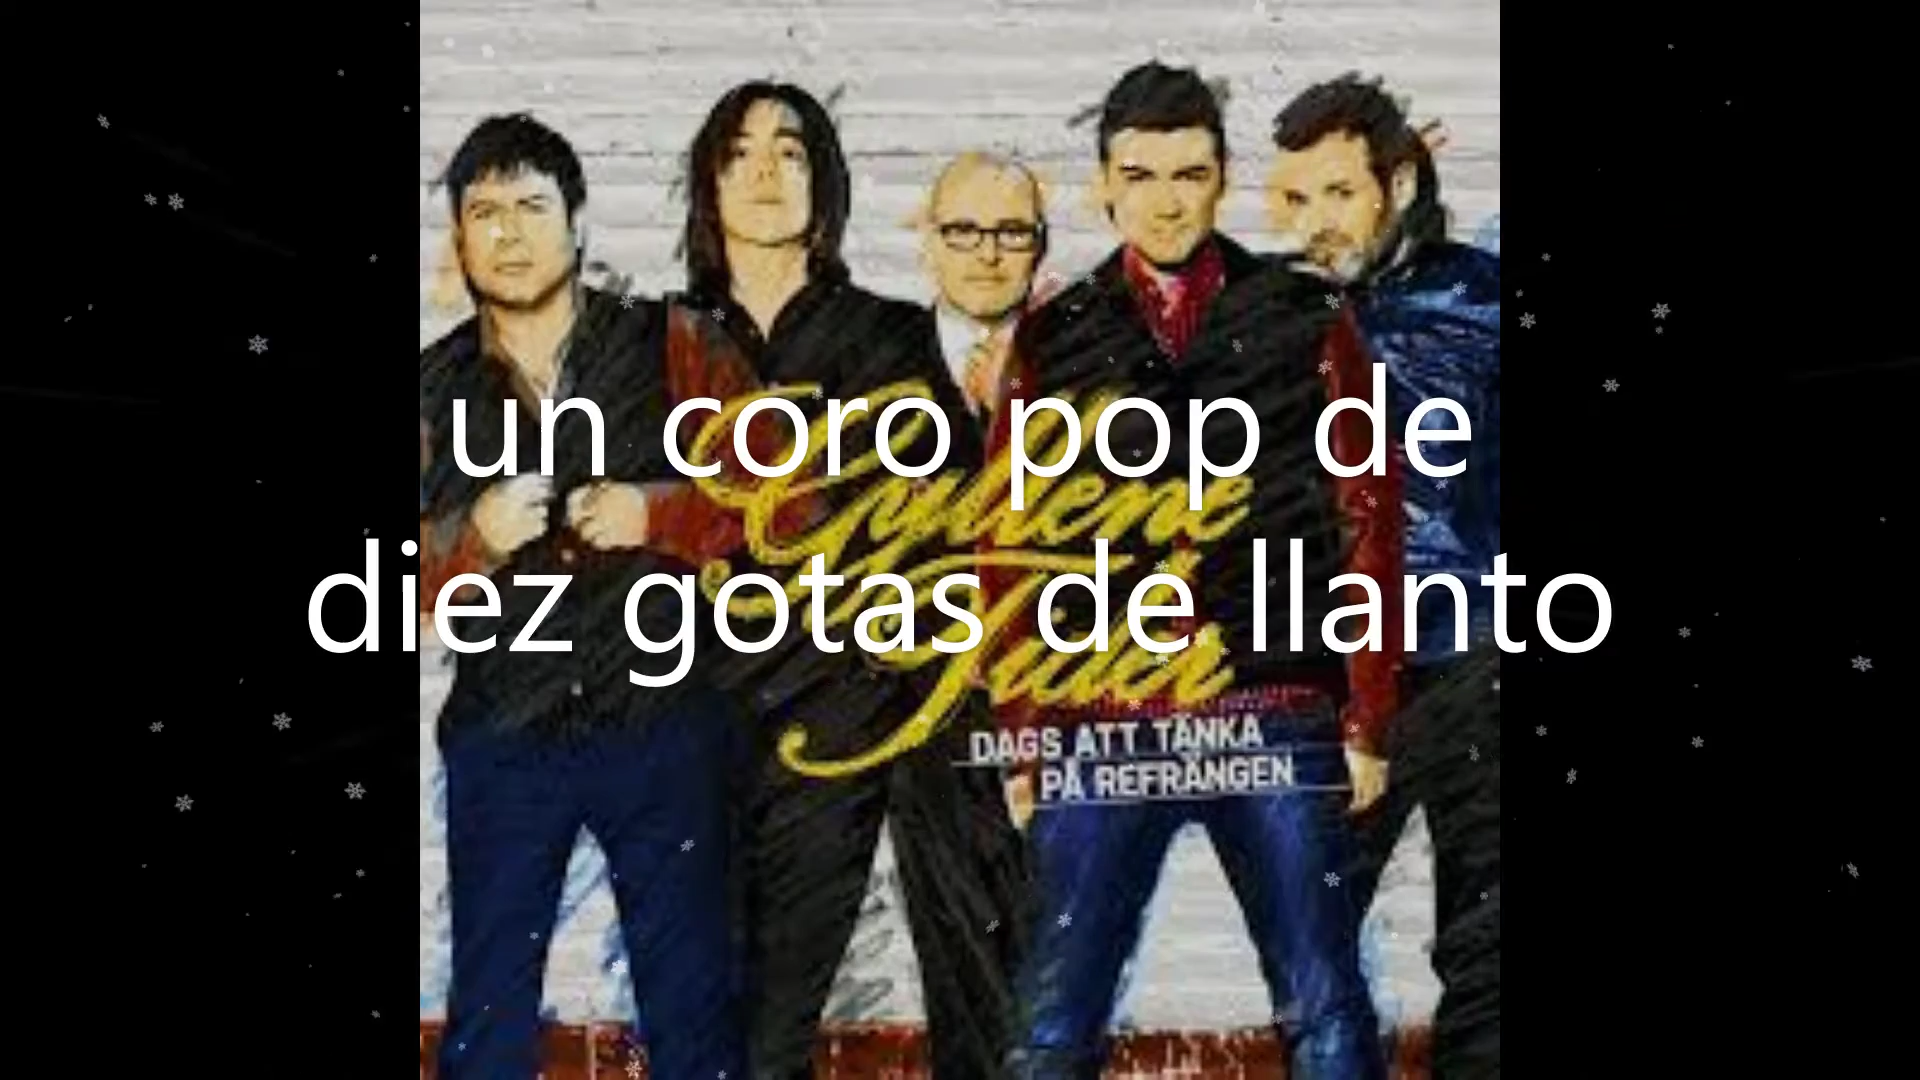 un coro pop de
diez gotas de llanto
Gyllene
Tider
DAGS ATT TÄNKA
PÅ REFRÄNGEN